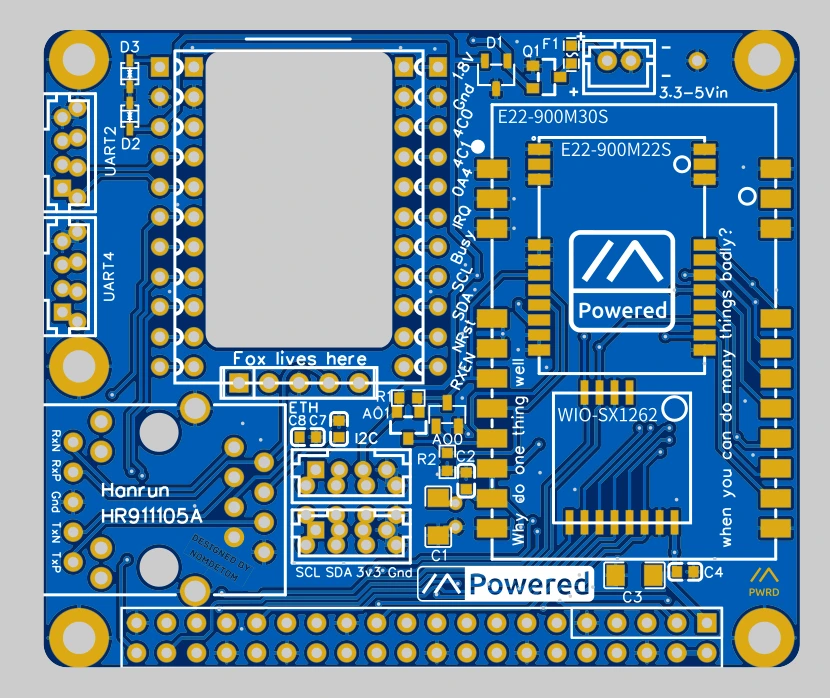 D3
D1
Q1
F1
+
-
-
+
3.3-5Vin
1.8V
Gnd
4C0
4C1
0A4
IRQ
Busy
SCL
SDA
NRst
RXEN
D2
UART2
UART4
E22-900M30S
E22-900M22S
Powered
Fox lives here
R1
AO1
AO0
ETH
C8 C7
I2C
R2
C2
C1
WIO-SX1262
Why do one thing well
when you can do many things badly?
RxN
RxP
Gnd
TxN
TxP
Hanrun
HR911105A
DESIGNED BY
NOMDETOM
SCL SDA 3v3 Gnd
Powered
C3
C4
PWRD